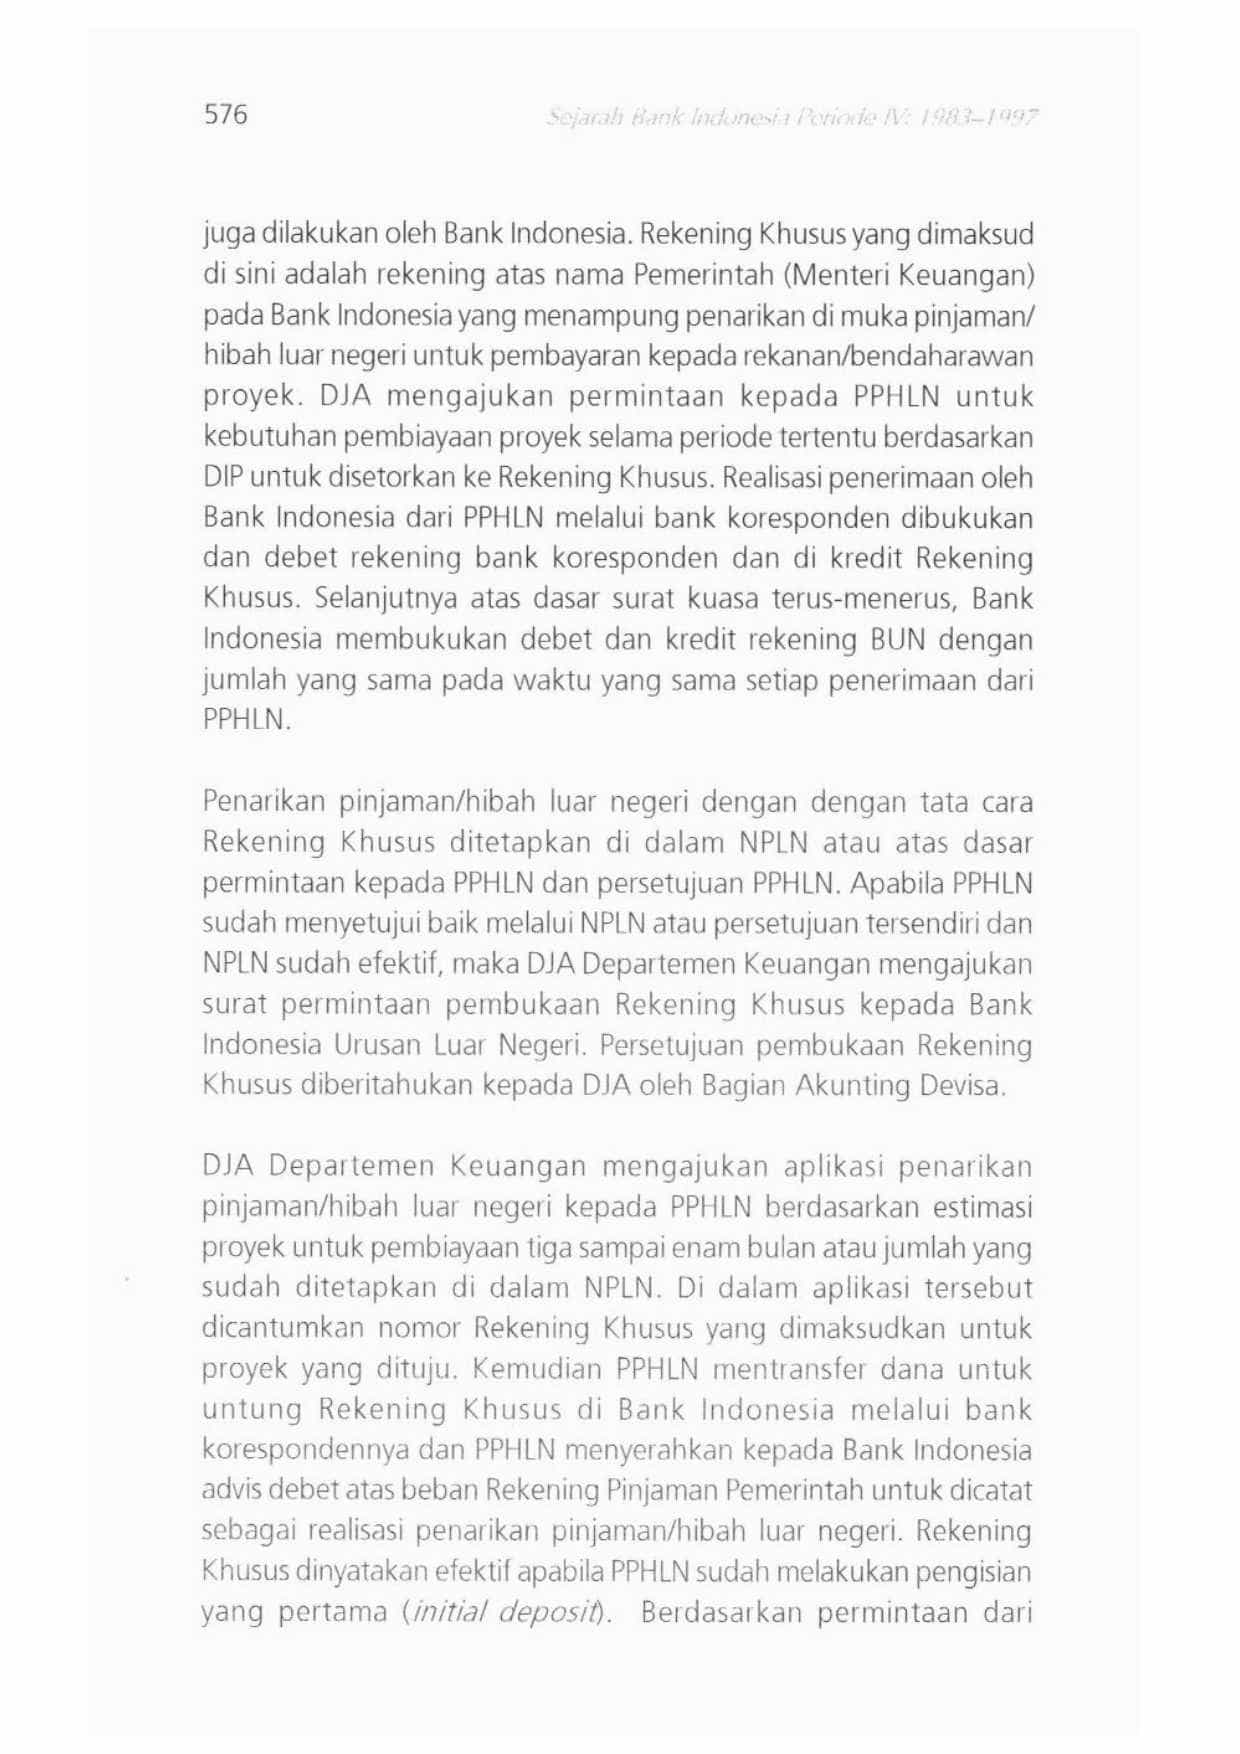 576
Sejarah Bank Indonesia Periode IV: 1983–1997
juga dilakukan oleh Bank Indonesia. Rekening Khusus yang dimaksud
di sini adalah rekening atas nama Pemerintah (Menteri Keuangan)
pada Bank Indonesia yang menampung penarikan di muka pinjaman/
hibah luar negeri untuk pembayaran kepada rekanan/bendaharawan
proyek. DJA mengajukan permintaan kepada PPHLN untuk
kebutuhan pembiayaan proyek selama periode tertentu berdasarkan
DIP untuk disetorkan ke Rekening Khusus. Realisasi penerimaan oleh
Bank Indonesia dari PPHLN melalui bank koresponden dibukukan
dan debet rekening bank koresponden dan di kredit Rekening
Khusus. Selanjutnya atas dasar surat kuasa terus-menerus, Bank
Indonesia membukukan debet dan kredit rekening BUN dengan
jumlah yang sama pada waktu yang sama setiap penerimaan dari
PPHLN.
Penarikan pinjaman/hibah luar negeri dengan dengan tata cara
Rekening Khusus ditetapkan di dalam NPLN atau atas dasar
permintaan kepada PPHLN dan persetujuan PPHLN. Apabila PPHLN
sudah menyetujui baik melalui NPLN atau persetujuan tersendiri dan
NPLN sudah efektif, maka DJA Departemen Keuangan mengajukan
surat permintaan pembukaan Rekening Khusus kepada Bank
Indonesia Urusan Luar Negeri. Persetujuan pembukaan Rekening
Khusus diberitahukan kepada DJA oleh Bagian Akunting Devisa.
DJA Departemen Keuangan mengajukan aplikasi penarikan
pinjaman/hibah luar negeri kepada PPHLN berdasarkan estimasi
proyek untuk pembiayaan tiga sampai enam bulan atau jumlah yang
sudah ditetapkan di dalam NPLN. Di dalam aplikasi tersebut
dicantumkan nomor Rekening Khusus yang dimaksudkan untuk
proyek yang dituju. Kemudian PPHLN mentransfer dana untuk
untung Rekening Khusus di Bank Indonesia melalui bank
korespondennya dan PPHLN menyerahkan kepada Bank Indonesia
advis debet atas beban Rekening Pinjaman Pemerintah untuk dicatat
sebagai realisasi penarikan pinjaman/hibah luar negeri. Rekening
Khusus dinyatakan efektif apabila PPHLN sudah melakukan pengisian
yang pertama (initial deposit). Berdasarkan permintaan dari